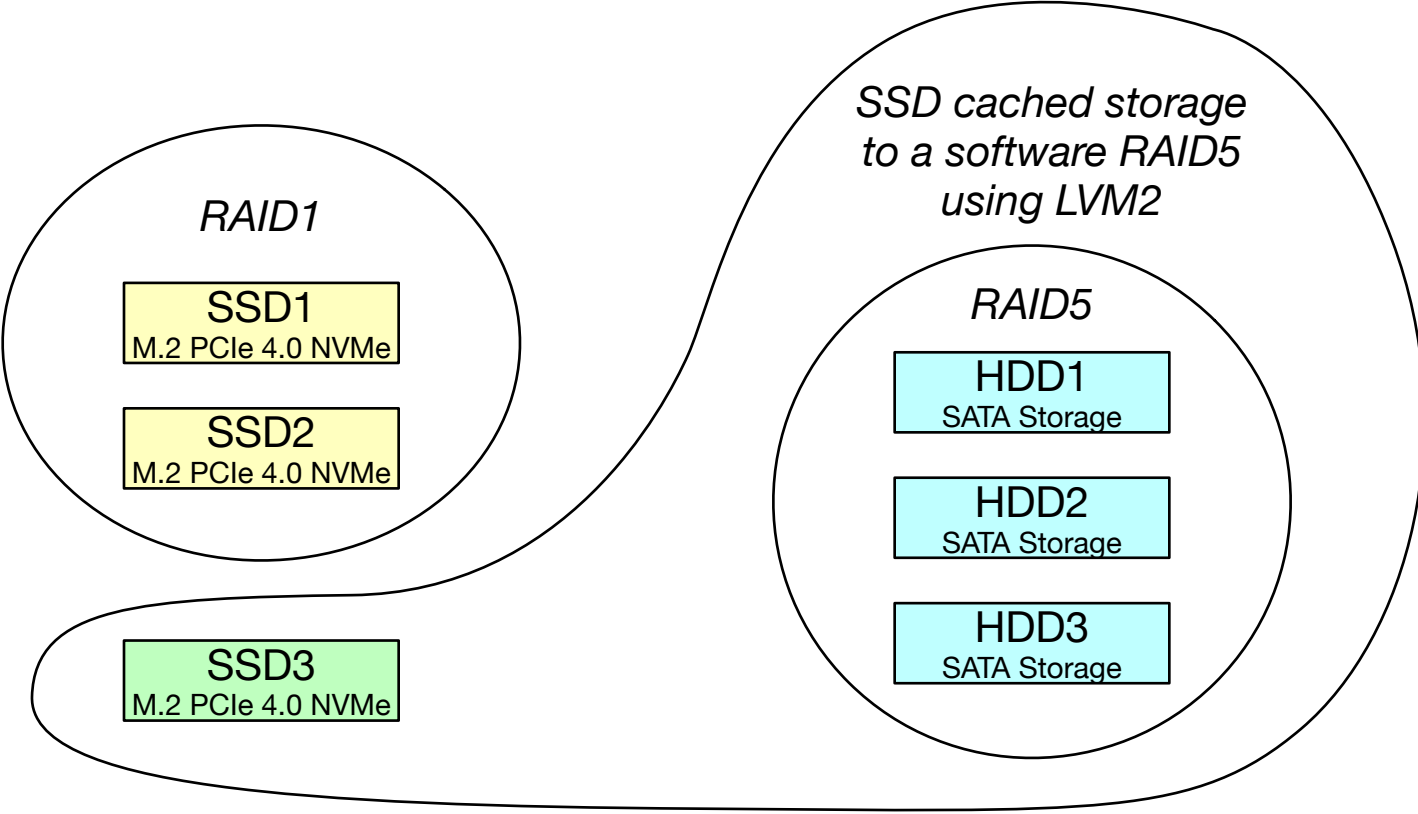 RAID1
SSD1
M.2 PCIe 4.0 NVMe
SSD2
M.2 PCIe 4.0 NVMe
SSD3
M.2 PCIe 4.0 NVMe
SSD cached storage
to a software RAID5
using LVM2
RAID5
HDD1
SATA Storage
HDD2
SATA Storage
HDD3
SATA Storage